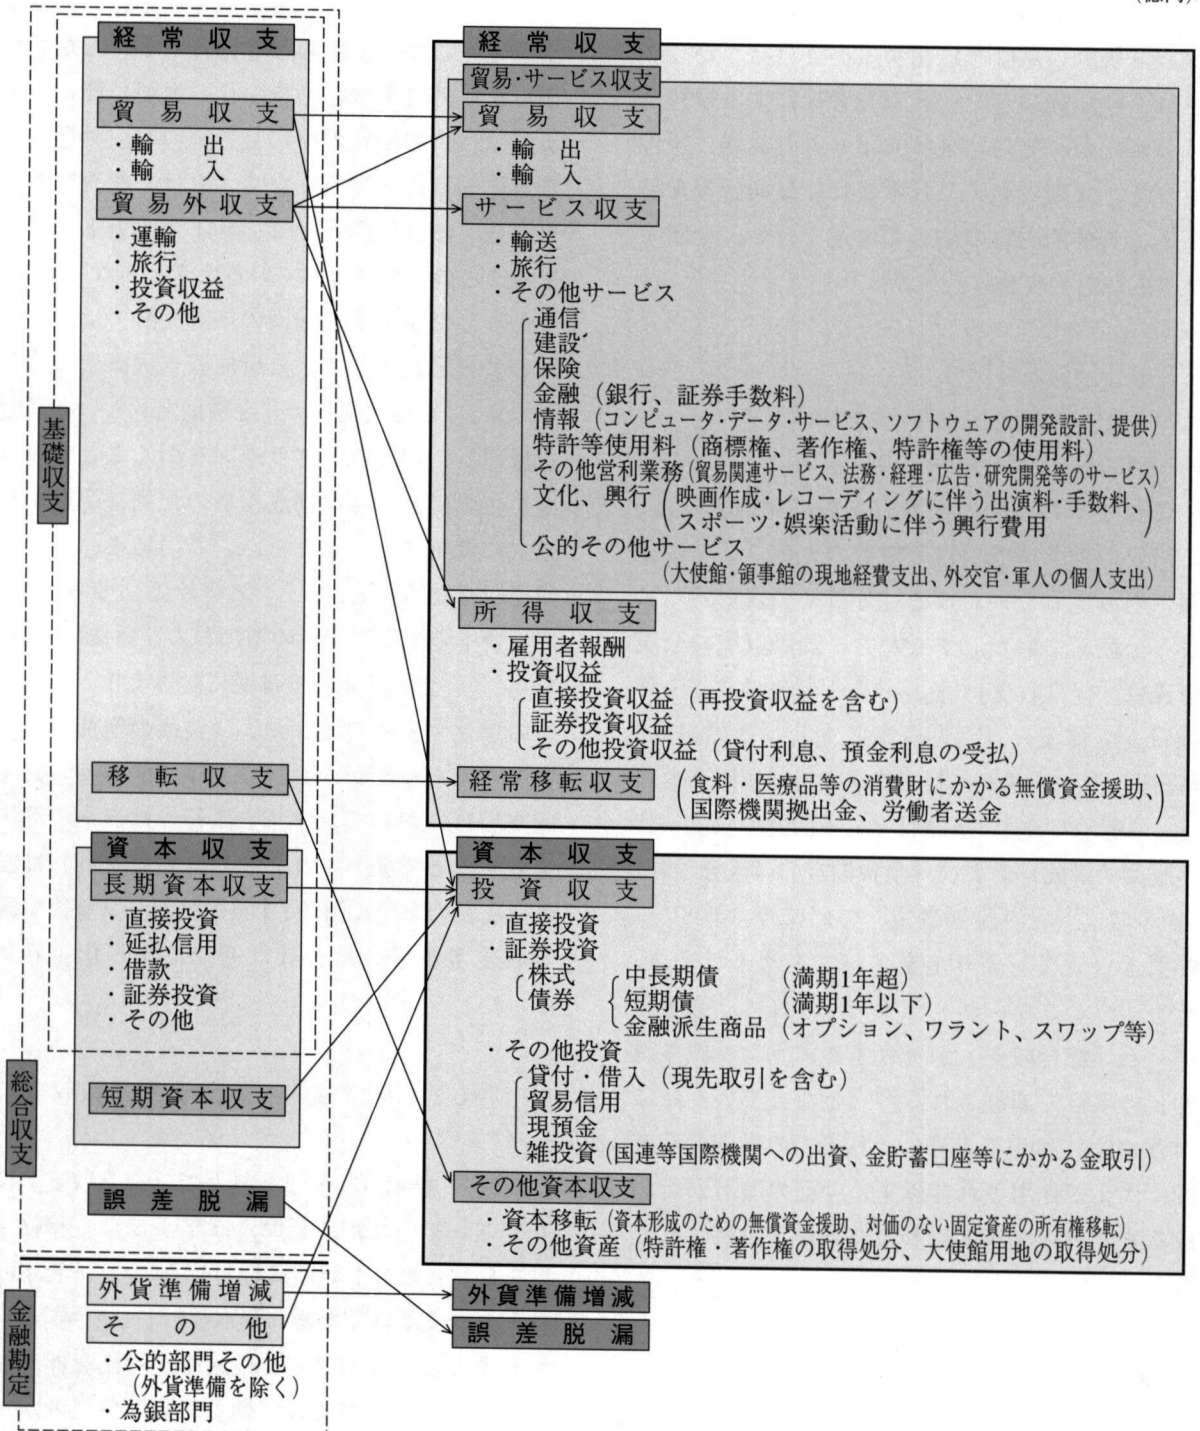 経常収支
貿易収支
・輸出
・輸入
貿易外収支
・運輸
・旅行
・投資収益
・その他
基礎収支
移転収支
資本収支
長期資本収支
・直接投資
・延払信用
・借款
・証券投資
・その他
短期資本収支
総合収支
誤差脱漏
外貨準備増減
その他
・公的部門その他
(外貨準備を除く)
・為銀部門
金融勘定
経常収支
貿易・サービス収支
貿易収支
・輸出
・輸入
サービス収支
・輸送
・旅行
・その他サービス
通信
建設
保険
金融(銀行、証券手数料)
情報(コンピュータ・データ・サービス、ソフトウェアの開発設計、提供)
特許等使用料(商標権、著作権、特許権等の使用料)
その他営利業務(貿易関連サービス、法務・経理・広告・研究開発等のサービス)
文化、興行(映画作成・レコーディングに伴う出演料・手数料、
スポーツ・娯楽活動に伴う興行費用)
公的その他サービス
(大使館・領事館の現地経費支出、外交官・軍人の個人支出)
所得収支
・雇用者報酬
・投資収益
直接投資収益(再投資収益を含む)
証券投資収益
その他投資収益(貸付利息、預金利息の受払)
経常移転収支(食料・医療品等の消費財にかかる無償資金援助、
国際機関拠出金、労働者送金)
資本収支
投資収支
・直接投資
・証券投資
株式 中長期債 (満期1年超)
債券 短期債 (満期1年以下)
金融派生商品(オプション、ワラント、スワップ等)
・その他投資
貸付・借入(現先取引を含む)
貿易信用
現預金
雑投資(国連等国際機関への出資、金貯蓄口座等にかかる金取引)
その他資本収支
・資本移転(資本形成のための無償資金援助、対価のない固定資産の所有権移転)
・その他資産(特許権・著作権の取得処分、大使館用地の取得処分)
外貨準備増減
誤差脱漏